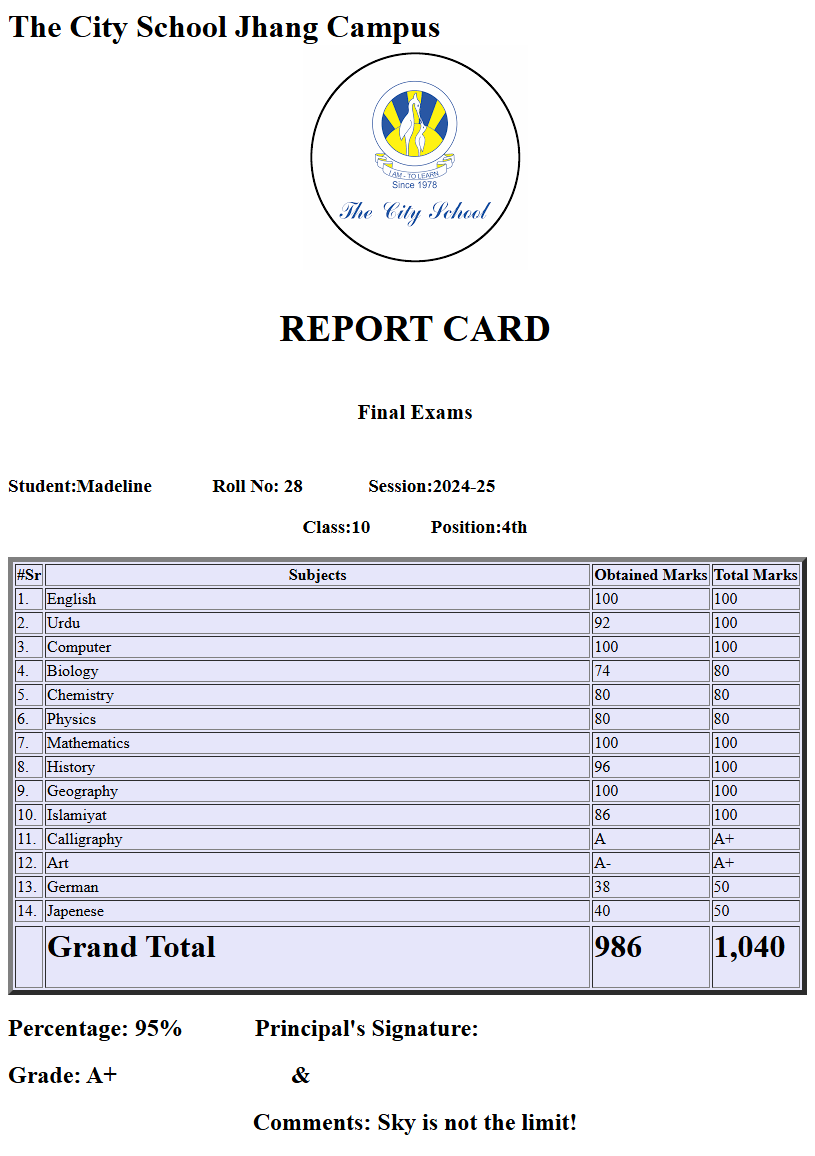 The City School Jhang Campus
I AM - TO LEARN
Since 1978
The City School
REPORT CARD
Final Exams
Student:Madeline Roll No: 28 Session:2024-25
Class:10 Position:4th
#Sr Subjects Obtained Marks Total Marks
1. English 100 100
2. Urdu 92 100
3. Computer 100 100
4. Biology 74 80
5. Chemistry 80 80
6. Physics 80 80
7. Mathematics 100 100
8. History 96 100
9. Geography 100 100
10. Islamiyat 86 100
11. Calligraphy A A+
12. Art A- A+
13. German 38 50
14. Japenese 40 50
Grand Total 986 1,040
Percentage: 95% Principal's Signature:
Grade: A+ &
Comments: Sky is not the limit!